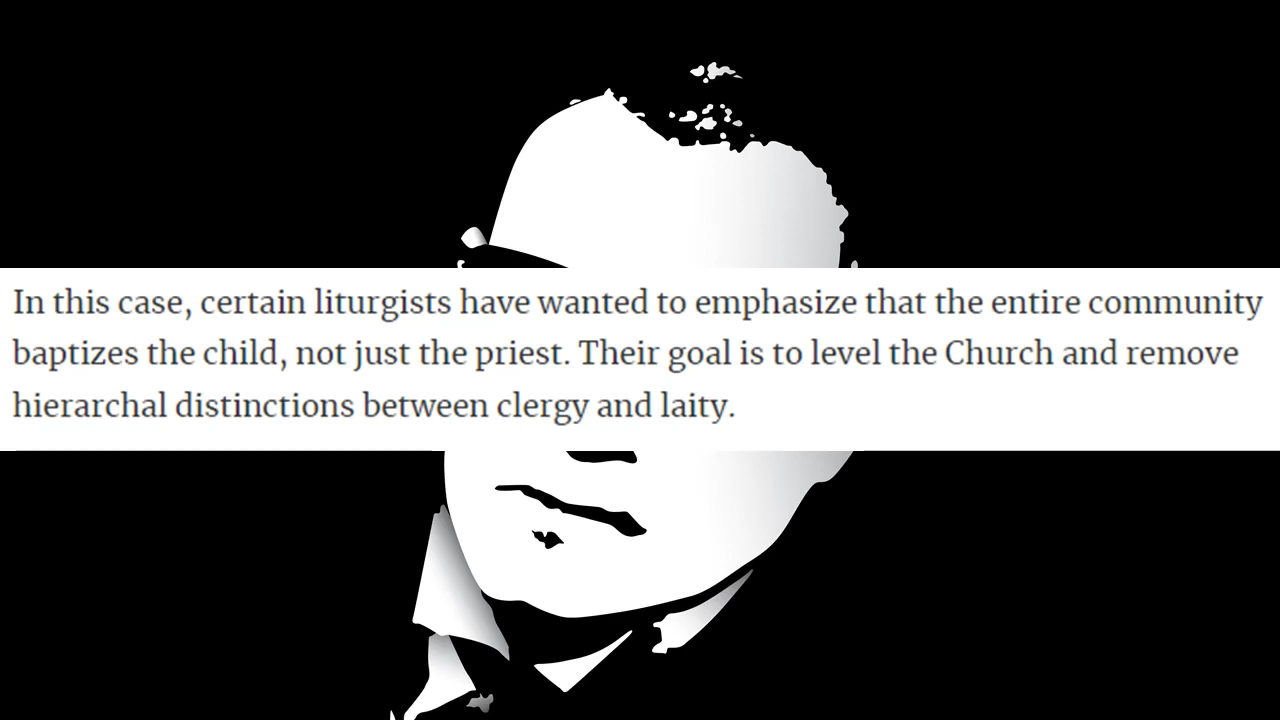 In this case, certain liturgists have wanted to emphasize that the entire community
baptizes the child, not just the priest. Their goal is to level the Church and remove
hierarchal distinctions between clergy and laity.